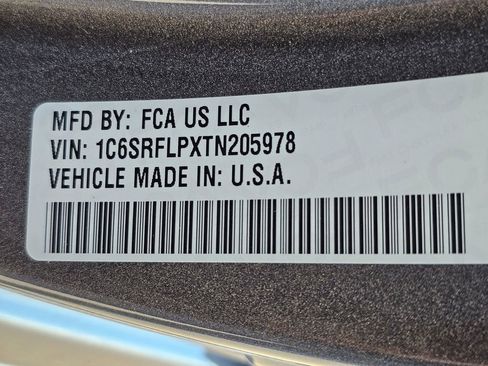 MFD BY: FCA US LLC
VIN: 1C6SRFLPXTN205978
VEHICLE MADE IN: U.S.A.